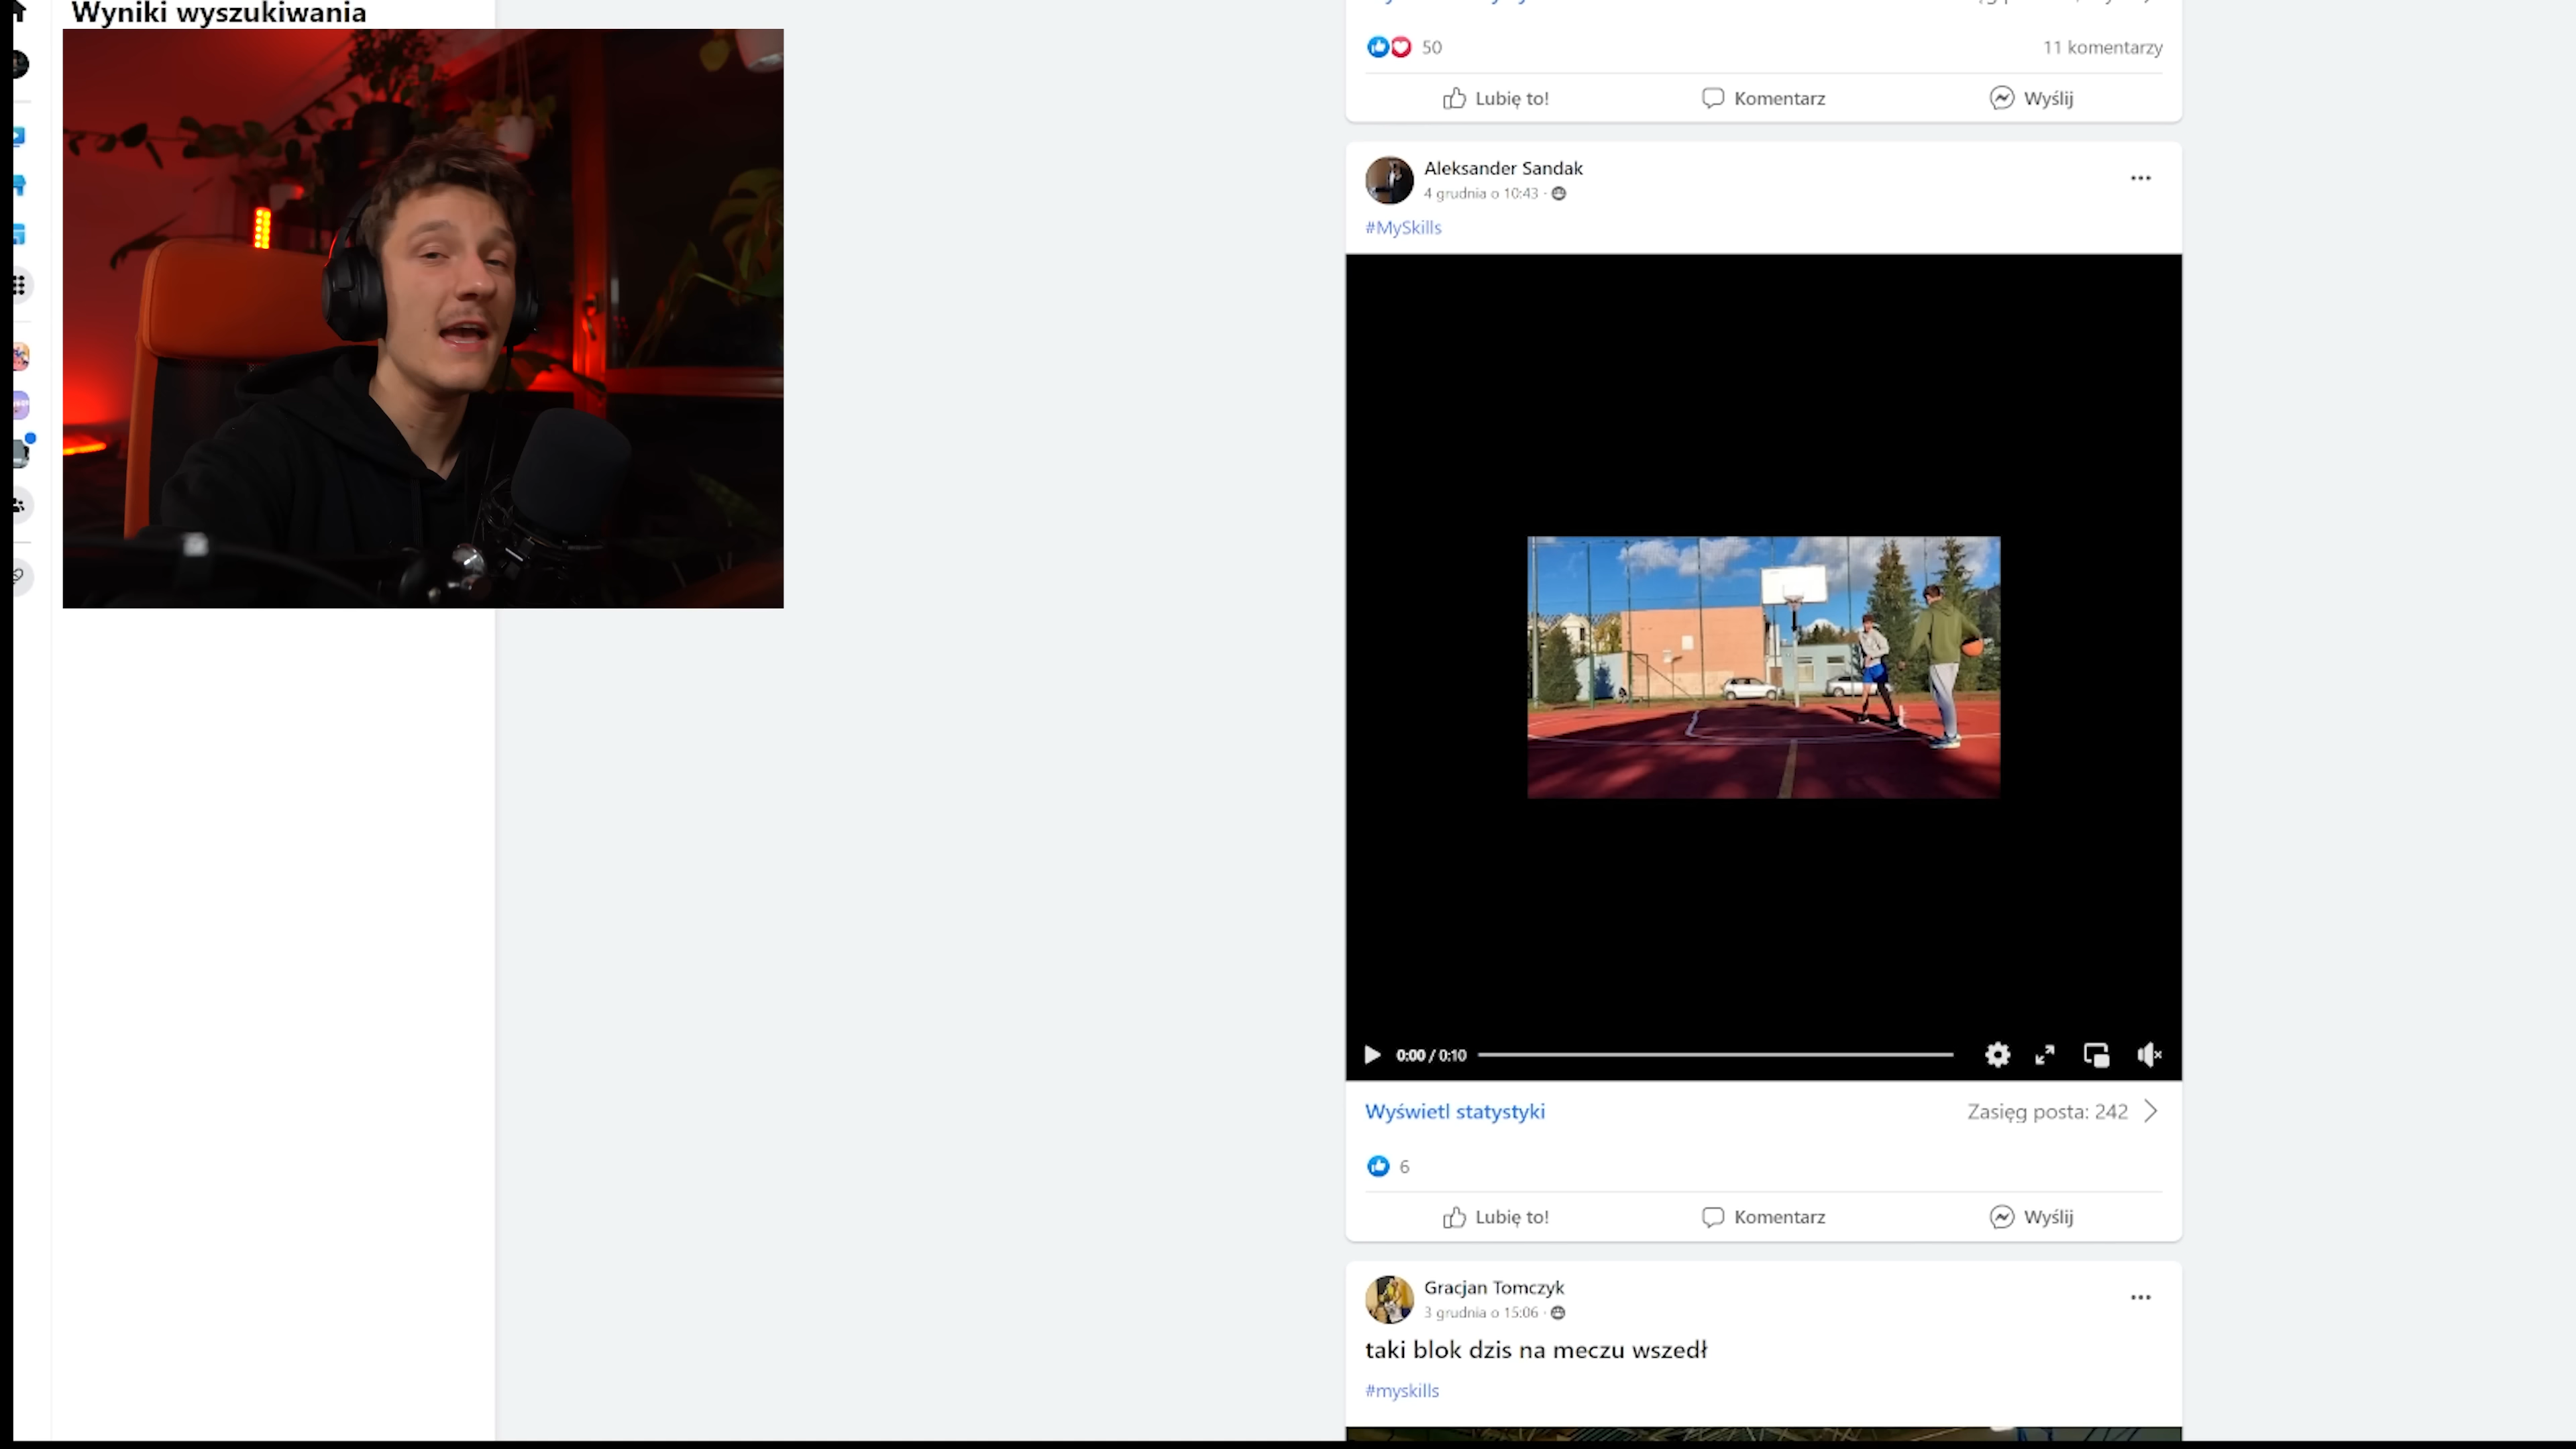 Wyniki wyszukiwania
50
11 komentarzy
Lubię to!
Komentarz
Wyślij
Aleksander Sandak
4 grudnia o 10:43 ·
#MySkills
0:00 / 0:10
Wyświetl statystyki
Zasięg posta: 242
6
Lubię to!
Komentarz
Wyślij
Gracjan Tomczyk
3 grudnia o 15:06 ·
taki blok dzis na meczu wszedł
#myskills